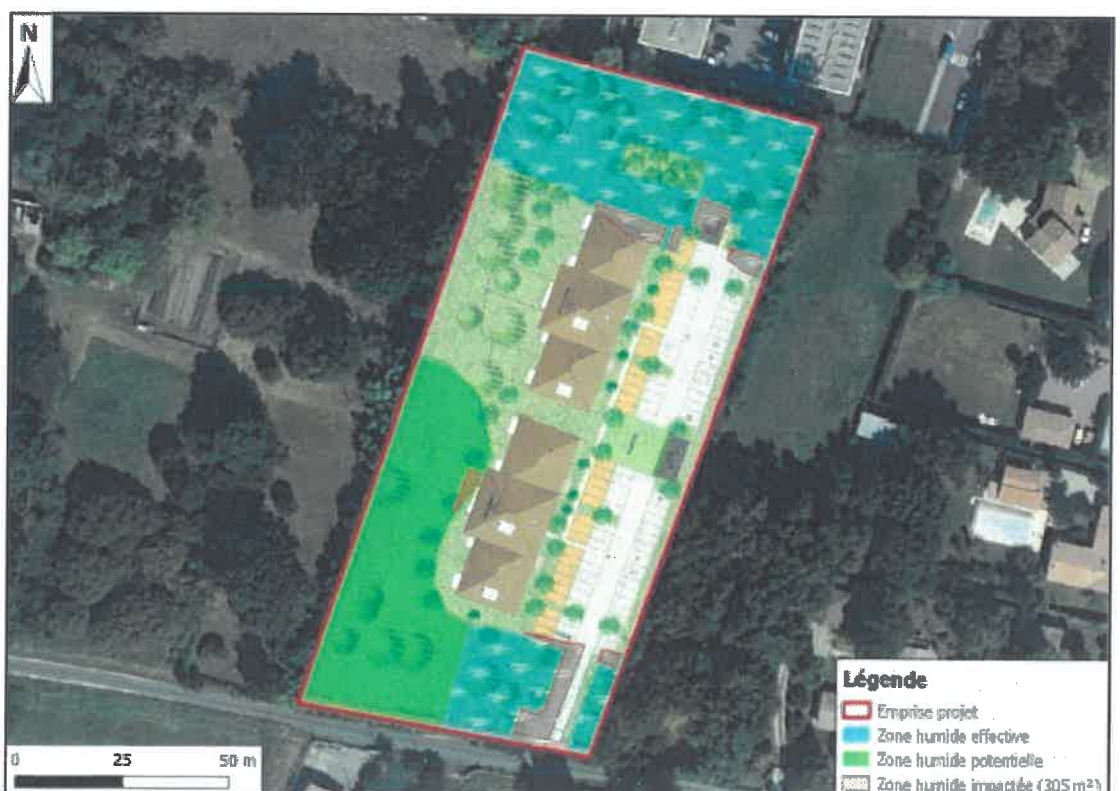 N
Légende
Emprise projet
Zone humide effective
Zone humide potentielle
Zone humide impactée (305 m²)
0 25 50 m